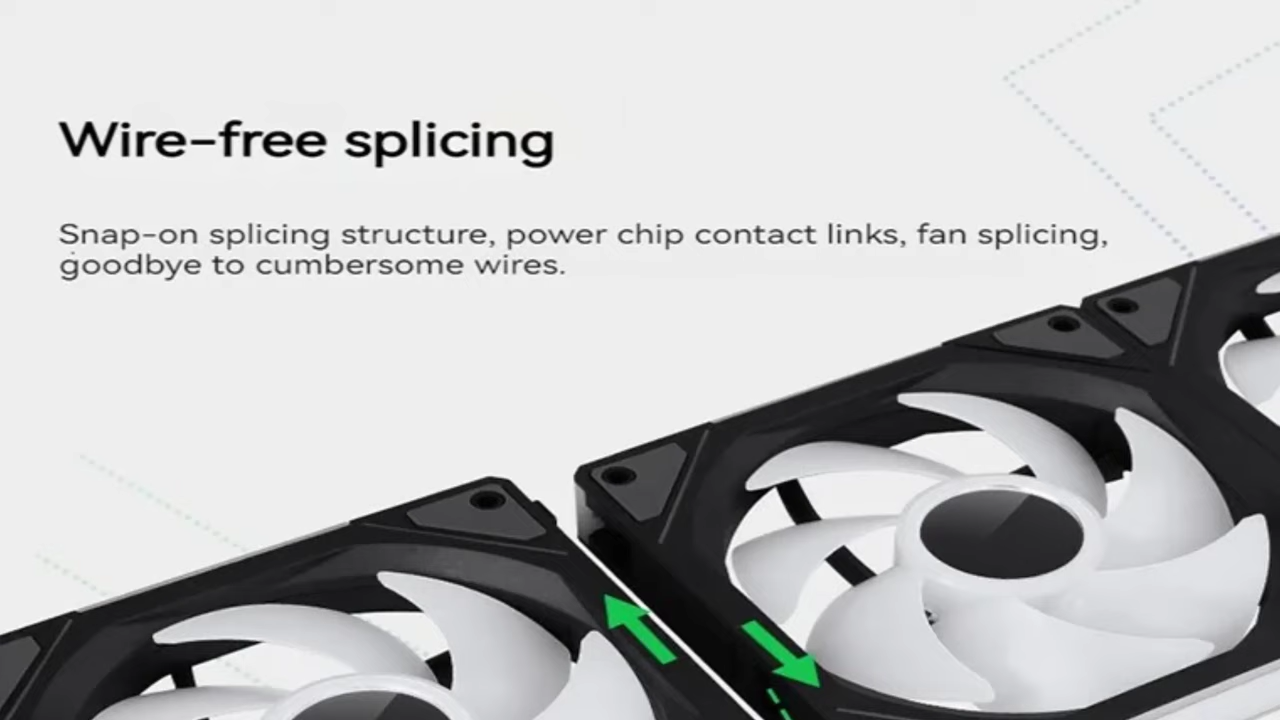 Wire-free splicing
Snap-on splicing structure, power chip contact links, fan splicing,
goodbye to cumbersome wires.